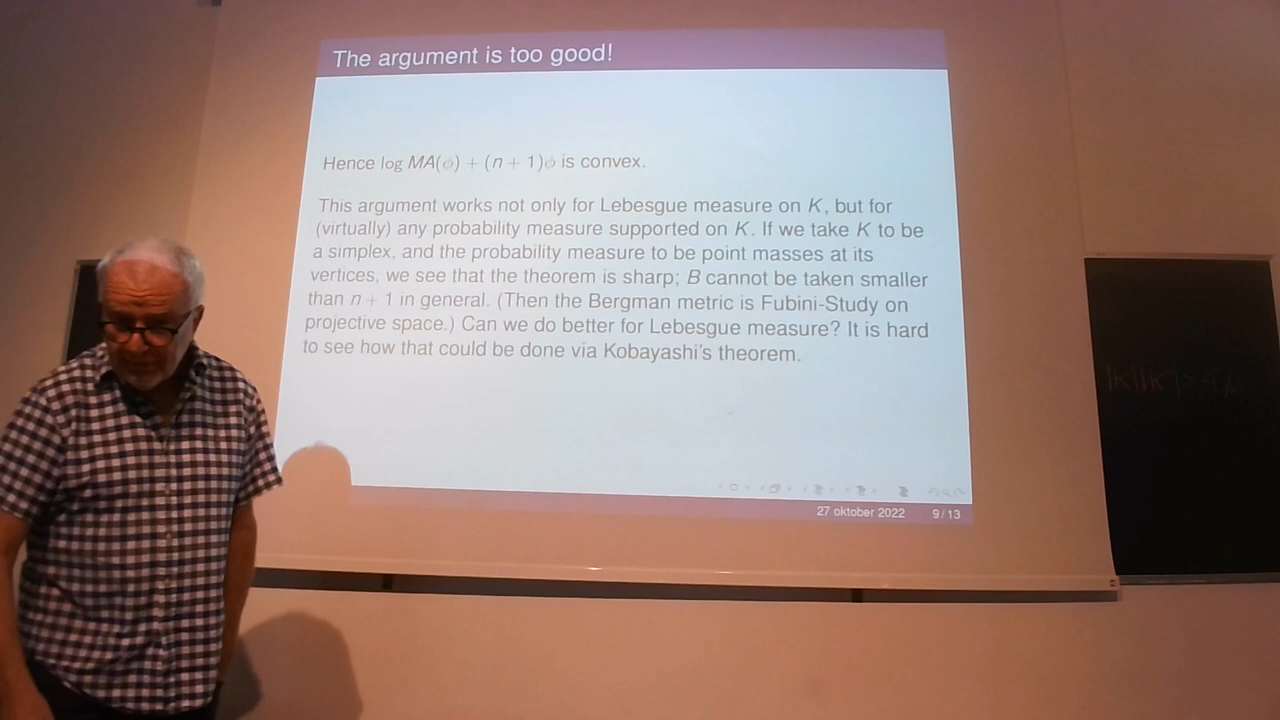 The argument is too good!
Hence log MA(ϕ) + (n + 1)ϕ is convex.
This argument works not only for Lebesgue measure on K, but for
(virtually) any probability measure supported on K. If we take K to be
a simplex, and the probability measure to be point masses at its
vertices, we see that the theorem is sharp; B cannot be taken smaller
than n + 1 in general. (Then the Bergman metric is Fubini-Study on
projective space.) Can we do better for Lebesgue measure? It is hard
to see how that could be done via Kobayashi's theorem.
27 oktober 2022 9/13